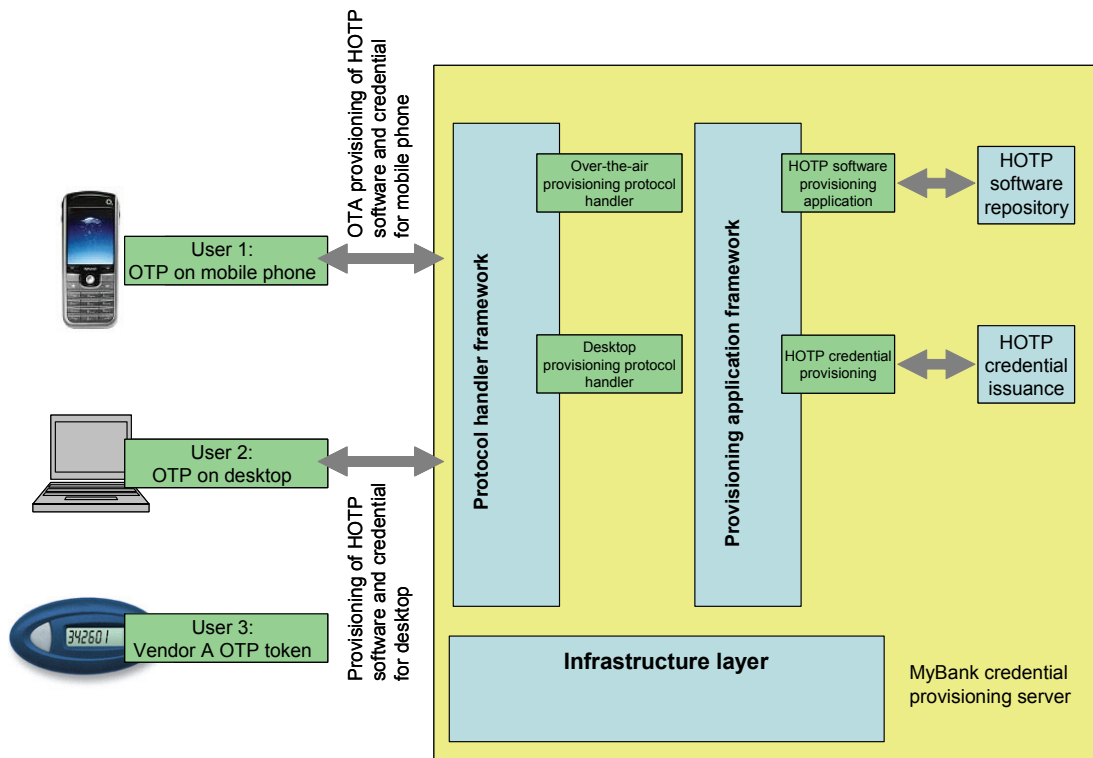 OTA provisioning of HOTP
software and credential
for mobile phone
User 1:
OTP on mobile phone
User 2:
OTP on desktop
Provisioning of HOTP
software and credential
for desktop
342601
User 3:
Vendor A OTP token
Protocol handler framework
Over-the-air
provisioning protocol
handler
Desktop
provisioning protocol
handler
Provisioning application framework
HOTP software
provisioning
application
HOTP
software
repository
HOTP credential
provisioning
HOTP
credential
issuance
Infrastructure layer
MyBank credential
provisioning server